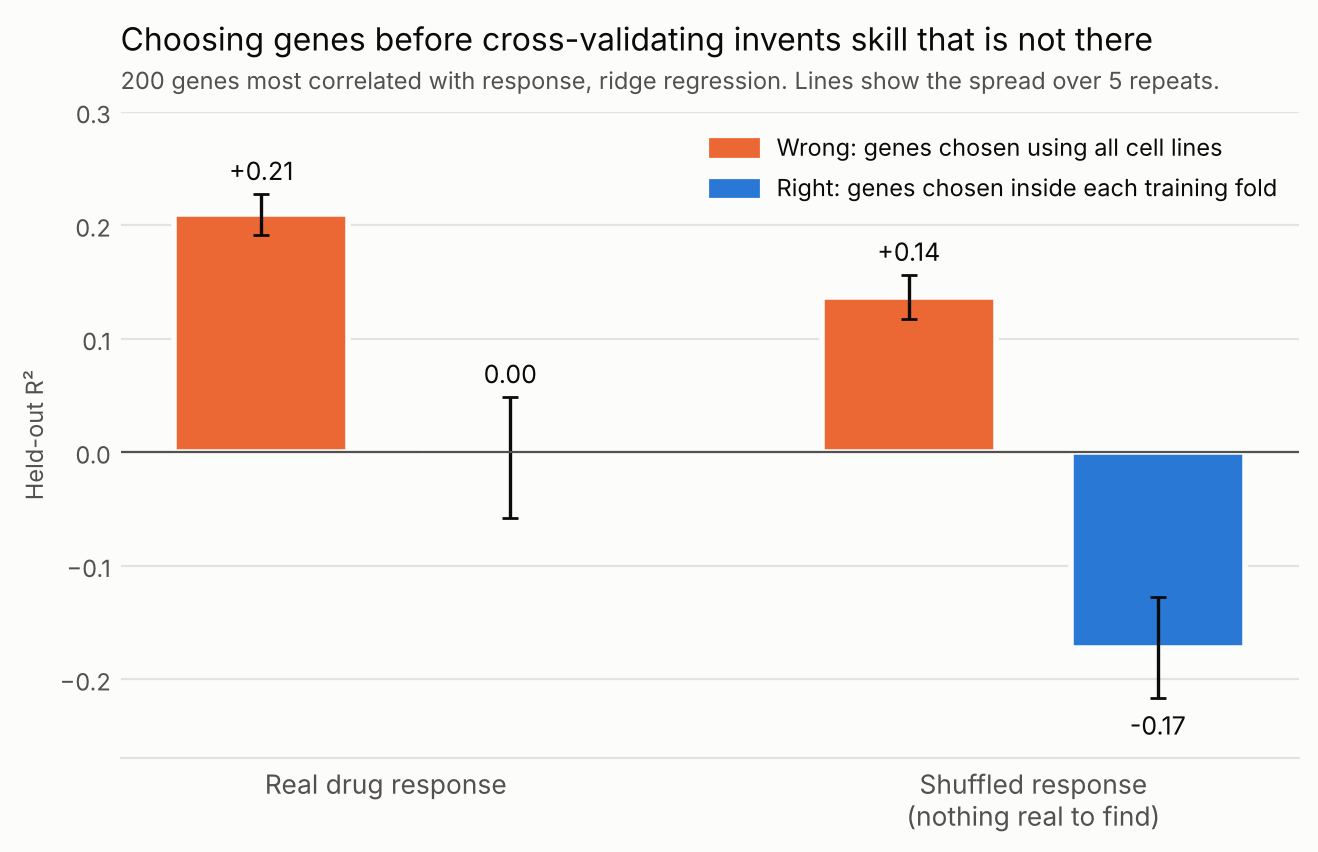 Choosing genes before cross-validating invents skill that is not there
200 genes most correlated with response, ridge regression. Lines show the spread over 5 repeats.
Wrong: genes chosen using all cell lines
Right: genes chosen inside each training fold
Held-out R²
0.3
0.2
0.1
0.0
−0.1
−0.2
+0.21
0.00
+0.14
-0.17
Real drug response
Shuffled response
(nothing real to find)